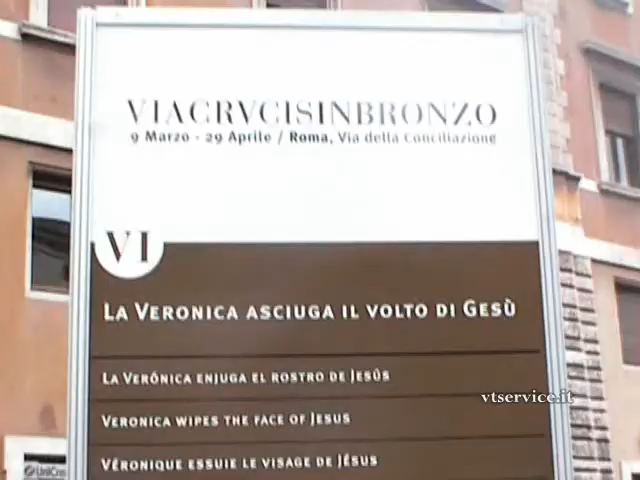 VIACRVCISINBRONZO
9 Marzo - 29 Aprile / Roma, Via della Conciliazione
VI
LA VERONICA ASCIUGA IL VOLTO DI GESÙ
LA VERÓNICA ENJUGA EL ROSTRO DE JESÚS
VERONICA WIPES THE FACE OF JESUS
VÉRONIQUE ESSUIE LE VISAGE DE JÉSUS
vtservice.it